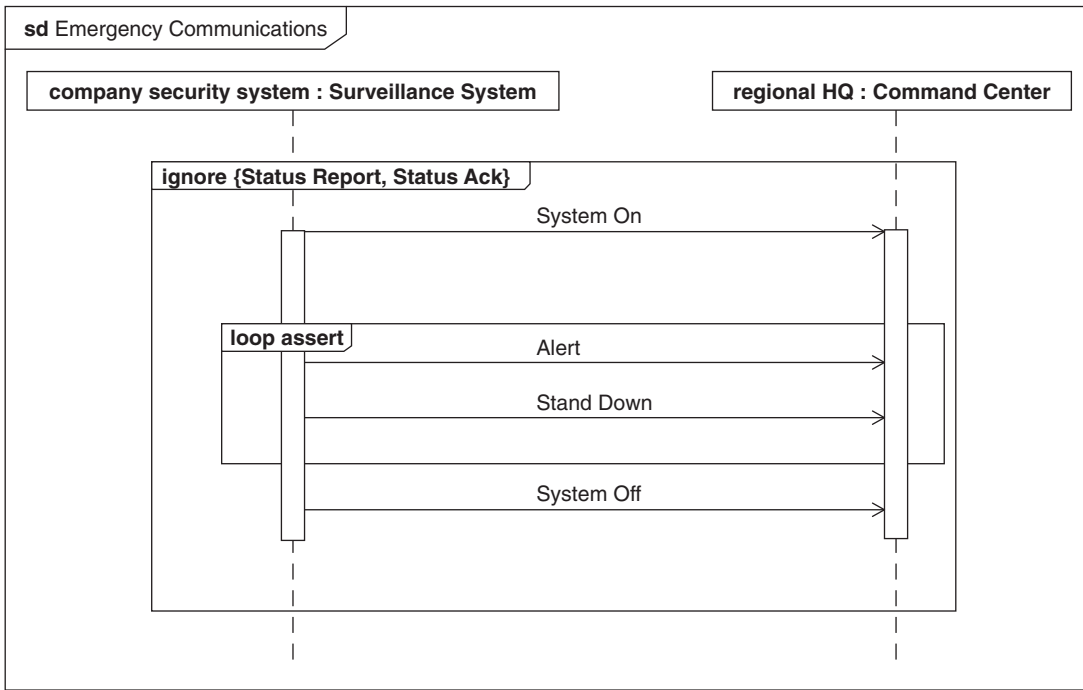 sd Emergency Communications
company security system : Surveillance System
regional HQ : Command Center
ignore {Status Report, Status Ack}
System On
loop assert
Alert
Stand Down
System Off